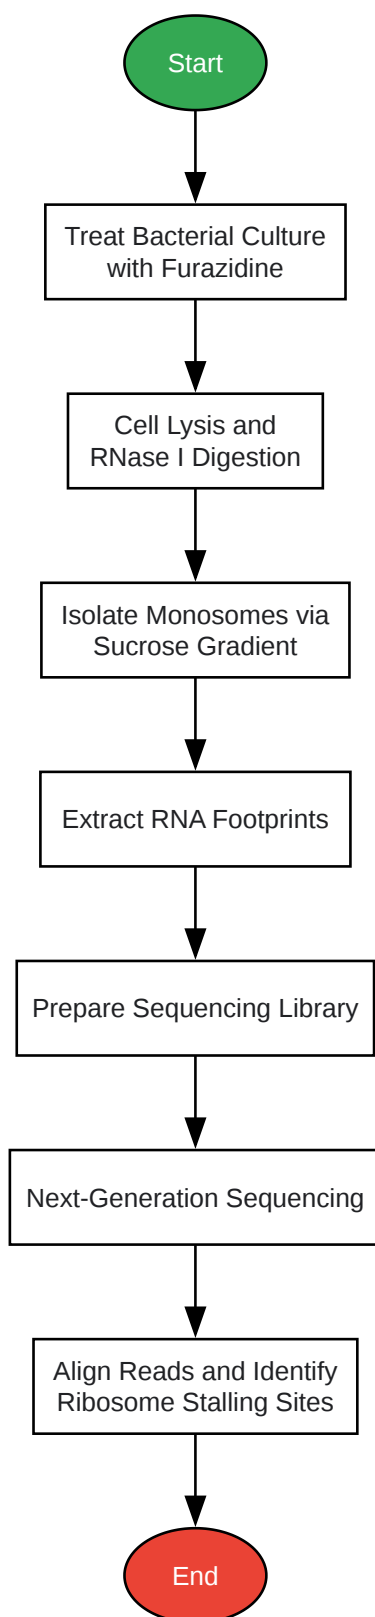 Start
Treat Bacterial Culture
with Furazidine
Cell Lysis and
RNase I Digestion
Isolate Monosomes via
Sucrose Gradient
Extract RNA Footprints
Prepare Sequencing Library
Next-Generation Sequencing
Align Reads and Identify
Ribosome Stalling Sites
End